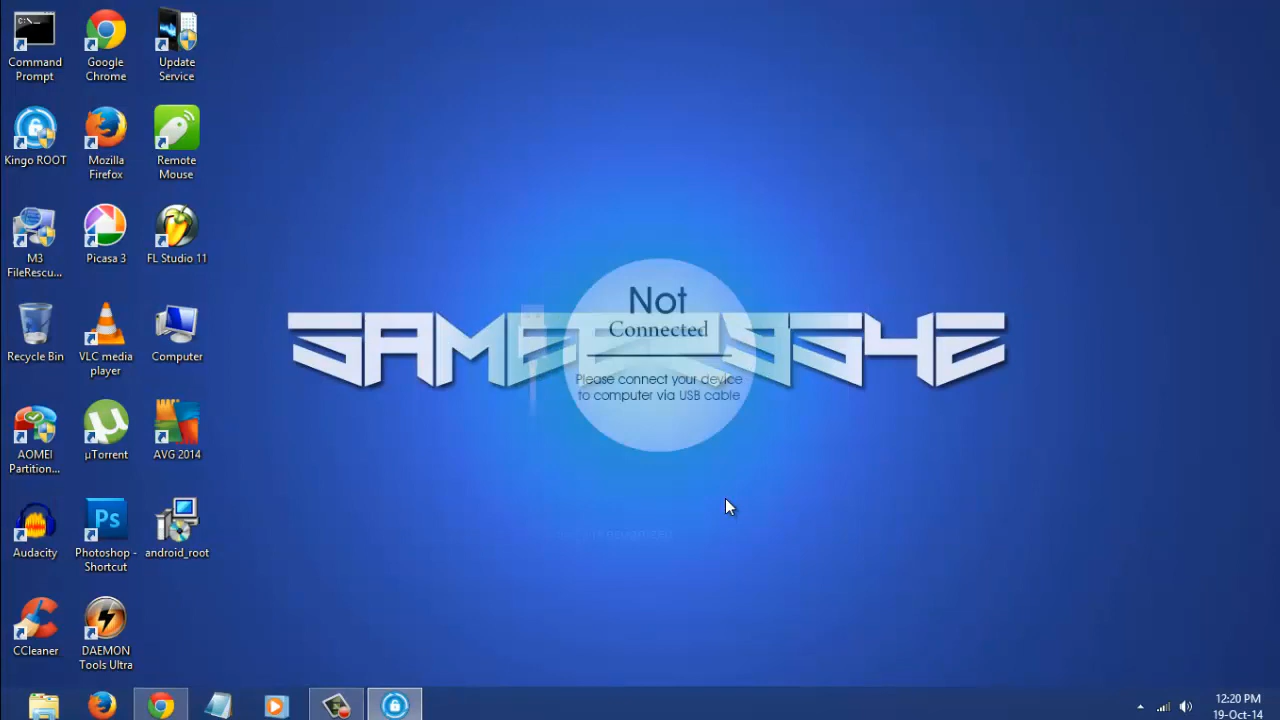 C:\_
Command
Prompt
Google
Chrome
Update
Service
Kingo ROOT
Mozilla
Firefox
Remote
Mouse
M3
FileRescu...
Picasa 3
FL Studio 11
Recycle Bin
VLC media
player
Computer
AOMEI
Partition...
µTorrent
AVG 2014
Audacity
Ps
Photoshop -
Shortcut
android_root
CCleaner
DAEMON
Tools Ultra
Not
Connected
Please connect your device
to computer via USB cable
12:20 PM
19-Oct-14